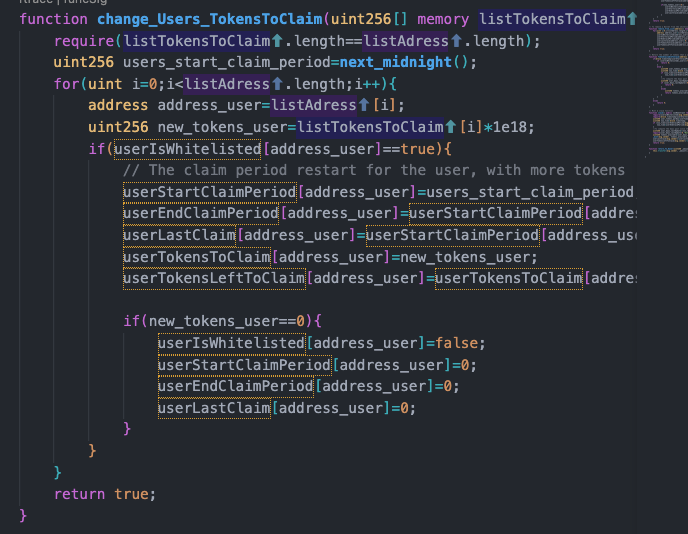 function change_Users_TokensToClaim(uint256[] memory listTokensToClaim⬆
require(listTokensToClaim⬆.length==listAdress⬆.length);
uint256 users_start_claim_period=next_midnight();
for(uint i=0;i<listAdress⬆.length;i++){
address address_user=listAdress⬆[i];
uint256 new_tokens_user=listTokensToClaim⬆[i]*1e18;
if(userIsWhitelisted[address_user]==true){
// The claim period restart for the user, with more tokens
userStartClaimPeriod[address_user]=users_start_claim_period
userEndClaimPeriod[address_user]=userStartClaimPeriod[addre
userLastClaim[address_user]=userStartClaimPeriod[address_us
userTokensToClaim[address_user]=new_tokens_user;
userTokensLeftToClaim[address_user]=userTokensToClaim[addre
if(new_tokens_user==0){
userIsWhitelisted[address_user]=false;
userStartClaimPeriod[address_user]=0;
userEndClaimPeriod[address_user]=0;
userLastClaim[address_user]=0;
}
}
}
return true;
}